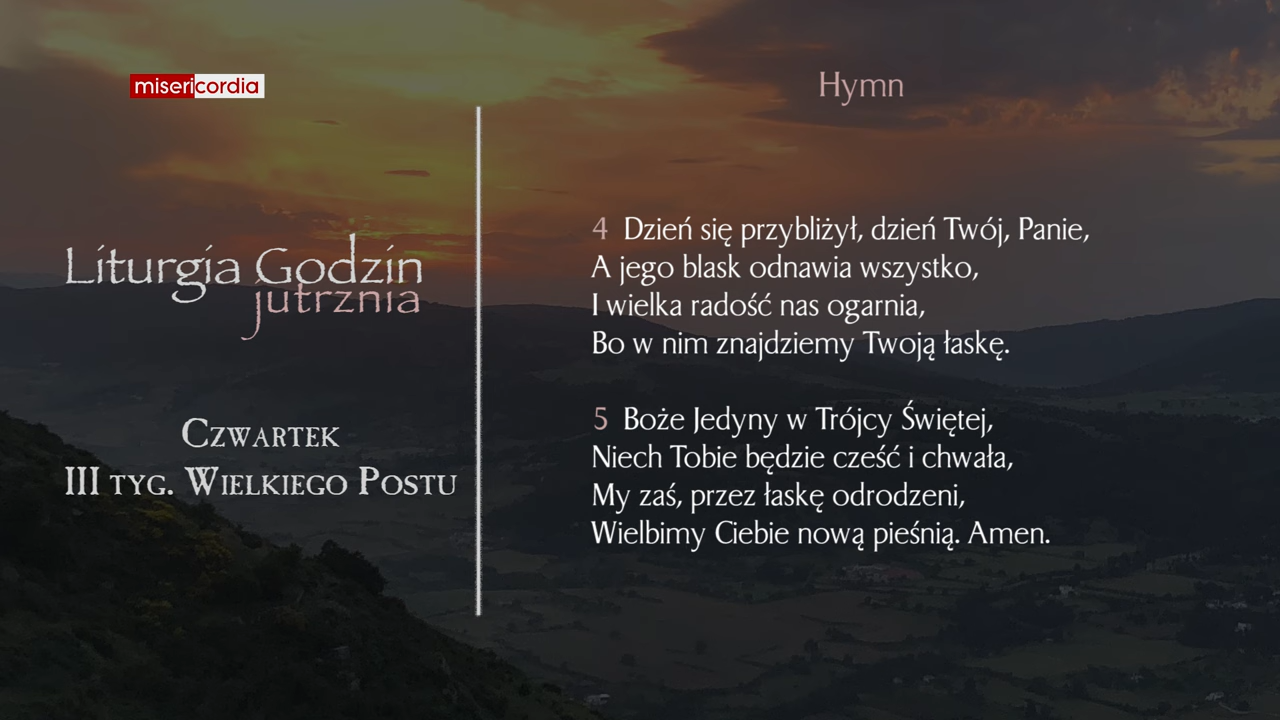 misericordia
Liturgia Godzin
jutrznia
Czwartek
III tyg. Wielkiego Postu
Hymn
4 Dzień się przybliżył, dzień Twój, Panie,
A jego blask odnawia wszystko,
I wielka radość nas ogarnia,
Bo w nim znajdziemy Twoją łaskę.
5 Boże Jedyny w Trójcy Świętej,
Niech Tobie będzie cześć i chwała,
My zaś, przez łaskę odrodzeni,
Wielbimy Ciebie nową pieśnią. Amen.